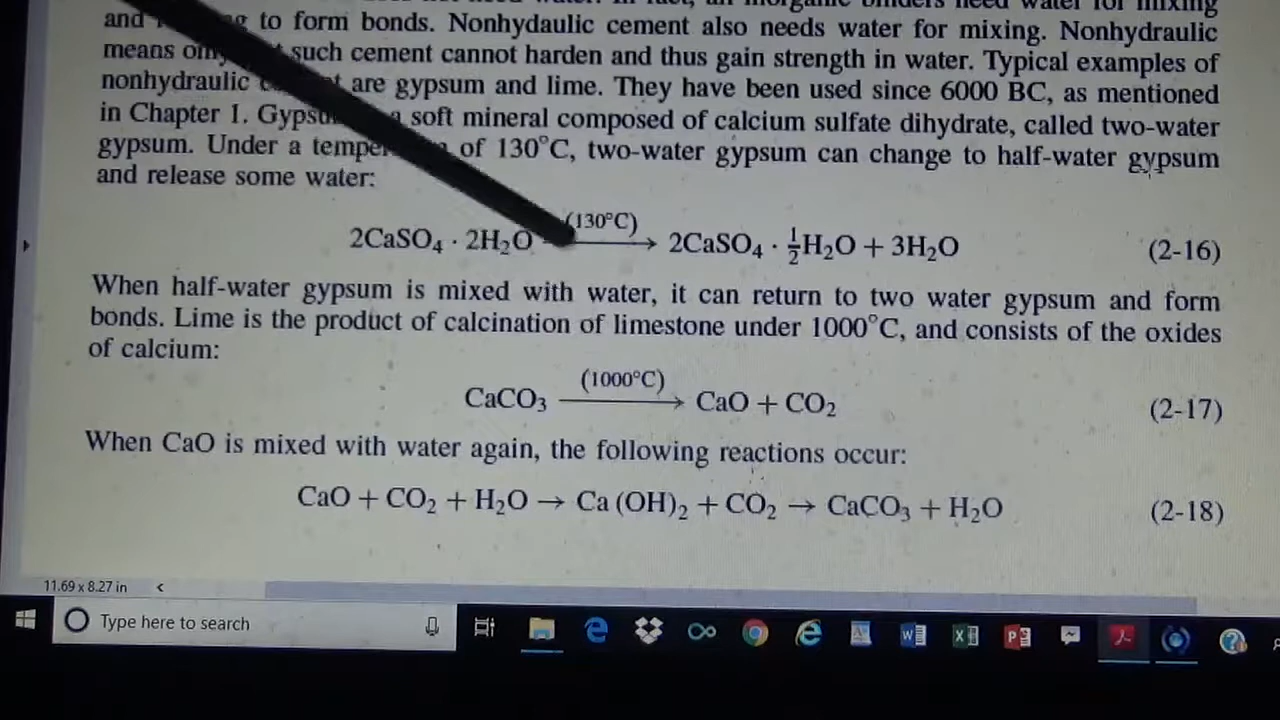 and to form bonds. Nonhydaulic cement also needs water for mixing. Nonhydraulic
means such cement cannot harden and thus gain strength in water. Typical examples of
nonhydraulic are gypsum and lime. They have been used since 6000 BC, as mentioned
in Chapter 1. soft mineral composed of calcium sulfate dihydrate, called two-water
gypsum. Under a of 130°C, two-water gypsum can change to half-water gypsum
and release some water:
2CaSO₄ · 2H₂O (130°C) → 2CaSO₄ · ½H₂O + 3H₂O (2-16)
When half-water gypsum is mixed with water, it can return to two water gypsum and form
bonds. Lime is the product of calcination of limestone under 1000°C, and consists of the oxides
of calcium:
CaCO₃ (1000°C) → CaO + CO₂ (2-17)
When CaO is mixed with water again, the following reactions occur:
CaO + CO₂ + H₂O → Ca (OH)₂ + CO₂ → CaCO₃ + H₂O (2-18)
11.69 x 8.27 in
Type here to search